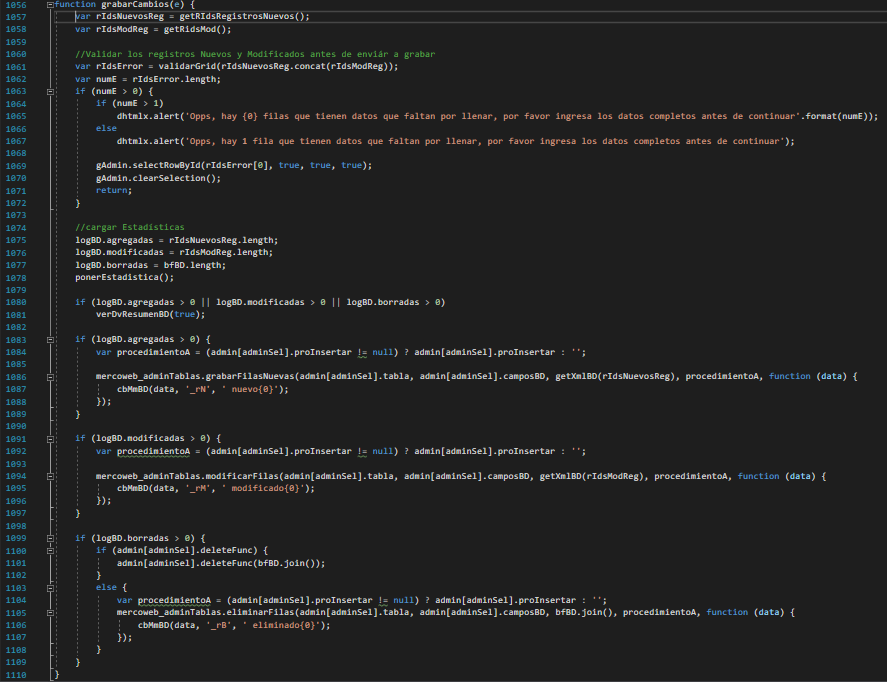 1056 function grabarCambios(e) {
1057     var rIdsNuevosReg = getRIdsRegistrosNuevos();
1058     var rIdsModReg = getRidsMod();
1059
1060     //Validar los registros Nuevos y Modificados antes de enviár a grabar
1061     var rIdsError = validarGrid(rIdsNuevosReg.concat(rIdsModReg));
1062     var numE = rIdsError.length;
1063     if (numE > 0) {
1064         if (numE > 1)
1065             dhtmlx.alert('Opps, hay {0} filas que tienen datos que faltan por llenar, por favor ingresa los datos completos antes de continuar'.format(numE));
1066         else
1067             dhtmlx.alert('Opps, hay 1 fila que tienen datos que faltan por llenar, por favor ingresa los datos completos antes de continuar');
1068
1069         gAdmin.selectRowById(rIdsError[0], true, true, true);
1070         gAdmin.clearSelection();
1071         return;
1072     }
1073
1074     //cargar Estadísticas
1075     logBD.agregadas = rIdsNuevosReg.length;
1076     logBD.modificadas = rIdsModReg.length;
1077     logBD.borradas = bfBD.length;
1078     ponerEstadistica();
1079
1080     if (logBD.agregadas > 0 || logBD.modificadas > 0 || logBD.borradas > 0)
1081         verDvResumenBD(true);
1082
1083     if (logBD.agregadas > 0) {
1084         var procedimientoA = (admin[adminSel].proInsertar != null) ? admin[adminSel].proInsertar : '';
1085
1086         mercoweb_adminTablas.grabarFilasNuevas(admin[adminSel].tabla, admin[adminSel].camposBD, getXmlBD(rIdsNuevosReg), procedimientoA, function (data) {
1087             cbMmBD(data, '_rN', ' nuevo{0}');
1088         });
1089     }
1090
1091     if (logBD.modificadas > 0) {
1092         var procedimientoA = (admin[adminSel].proInsertar != null) ? admin[adminSel].proInsertar : '';
1093
1094         mercoweb_adminTablas.modificarFilas(admin[adminSel].tabla, admin[adminSel].camposBD, getXmlBD(rIdsModReg), procedimientoA, function (data) {
1095             cbMmBD(data, '_rM', ' modificado{0}');
1096         });
1097     }
1098
1099     if (logBD.borradas > 0) {
1100         if (admin[adminSel].deleteFunc) {
1101             admin[adminSel].deleteFunc(bfBD.join());
1102         }
1103         else {
1104             var procedimientoA = (admin[adminSel].proInsertar != null) ? admin[adminSel].proInsertar : '';
1105             mercoweb_adminTablas.eliminarFilas(admin[adminSel].tabla, admin[adminSel].camposBD, bfBD.join(), procedimientoA, function (data) {
1106                 cbMmBD(data, '_rB', ' eliminado{0}');
1107             });
1108         }
1109     }
1110 }